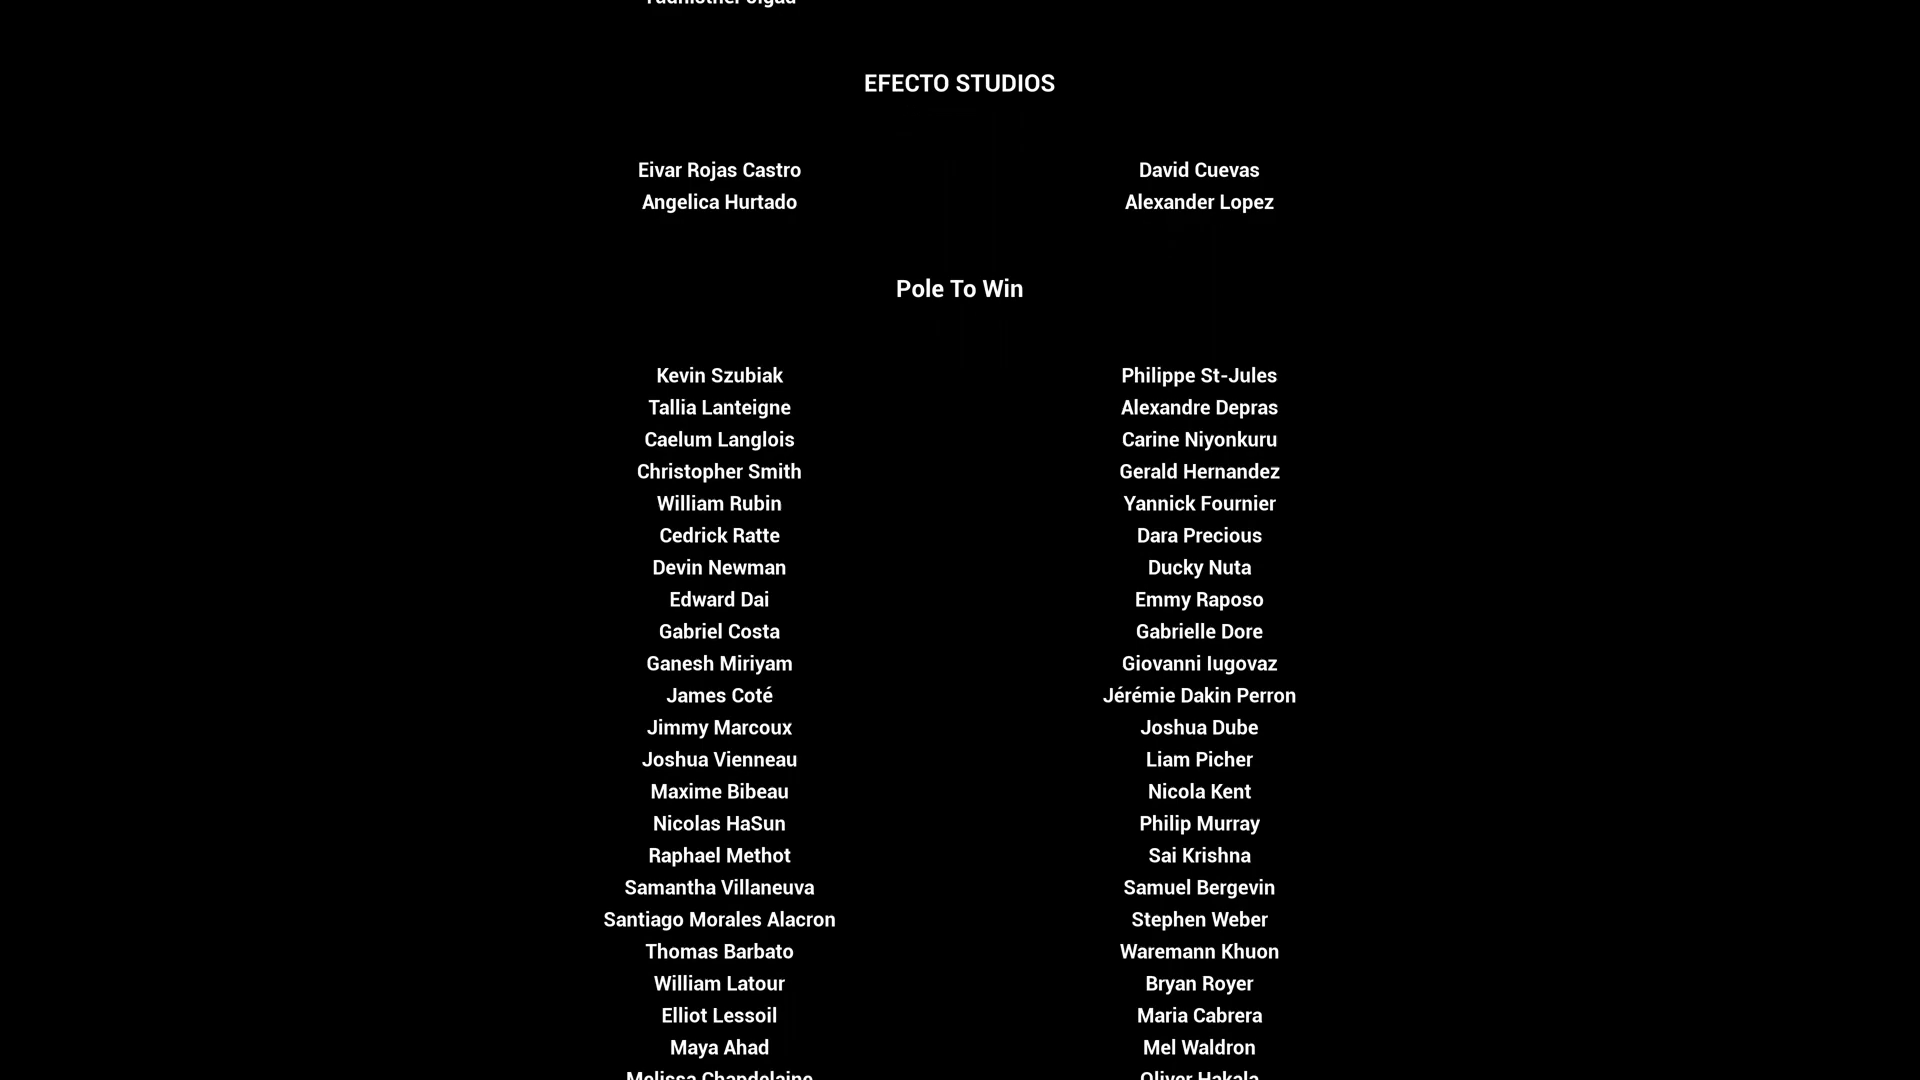 EFECTO STUDIOS
Eivar Rojas Castro David Cuevas
Angelica Hurtado Alexander Lopez
Pole To Win
Kevin Szubiak Philippe St-Jules
Tallia Lanteigne Alexandre Depras
Caelum Langlois Carine Niyonkuru
Christopher Smith Gerald Hernandez
William Rubin Yannick Fournier
Cedrick Ratte Dara Precious
Devin Newman Ducky Nuta
Edward Dai Emmy Raposo
Gabriel Costa Gabrielle Dore
Ganesh Miriyam Giovanni Iugovaz
James Coté Jérémie Dakin Perron
Jimmy Marcoux Joshua Dube
Joshua Vienneau Liam Picher
Maxime Bibeau Nicola Kent
Nicolas HaSun Philip Murray
Raphael Methot Sai Krishna
Samantha Villaneuva Samuel Bergevin
Santiago Morales Alacron Stephen Weber
Thomas Barbato Waremann Khuon
William Latour Bryan Royer
Elliot Lessoil Maria Cabrera
Maya Ahad Mel Waldron
Melissa Chapdelaine Oliver Hakala